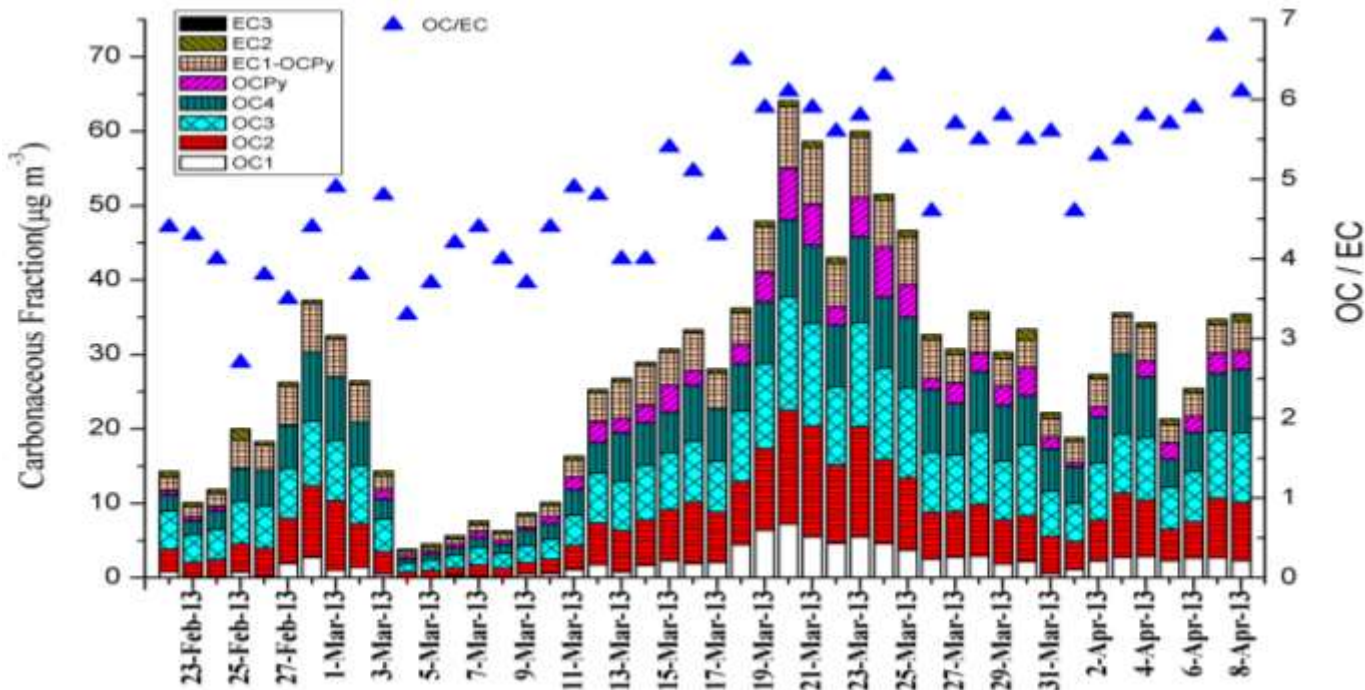 EC3
EC2
EC1-OCPy
OCPy
OC4
OC3
OC2
OC1
OC/EC
Carbonaceous Fraction(µg m-3)
70
60
50
40
30
20
10
0
OC / EC
7
6
5
4
3
2
1
0
23-Feb-13
25-Feb-13
27-Feb-13
1-Mar-13
3-Mar-13
5-Mar-13
7-Mar-13
9-Mar-13
11-Mar-13
13-Mar-13
15-Mar-13
17-Mar-13
19-Mar-13
21-Mar-13
23-Mar-13
25-Mar-13
27-Mar-13
29-Mar-13
31-Mar-13
2-Apr-13
4-Apr-13
6-Apr-13
8-Apr-13